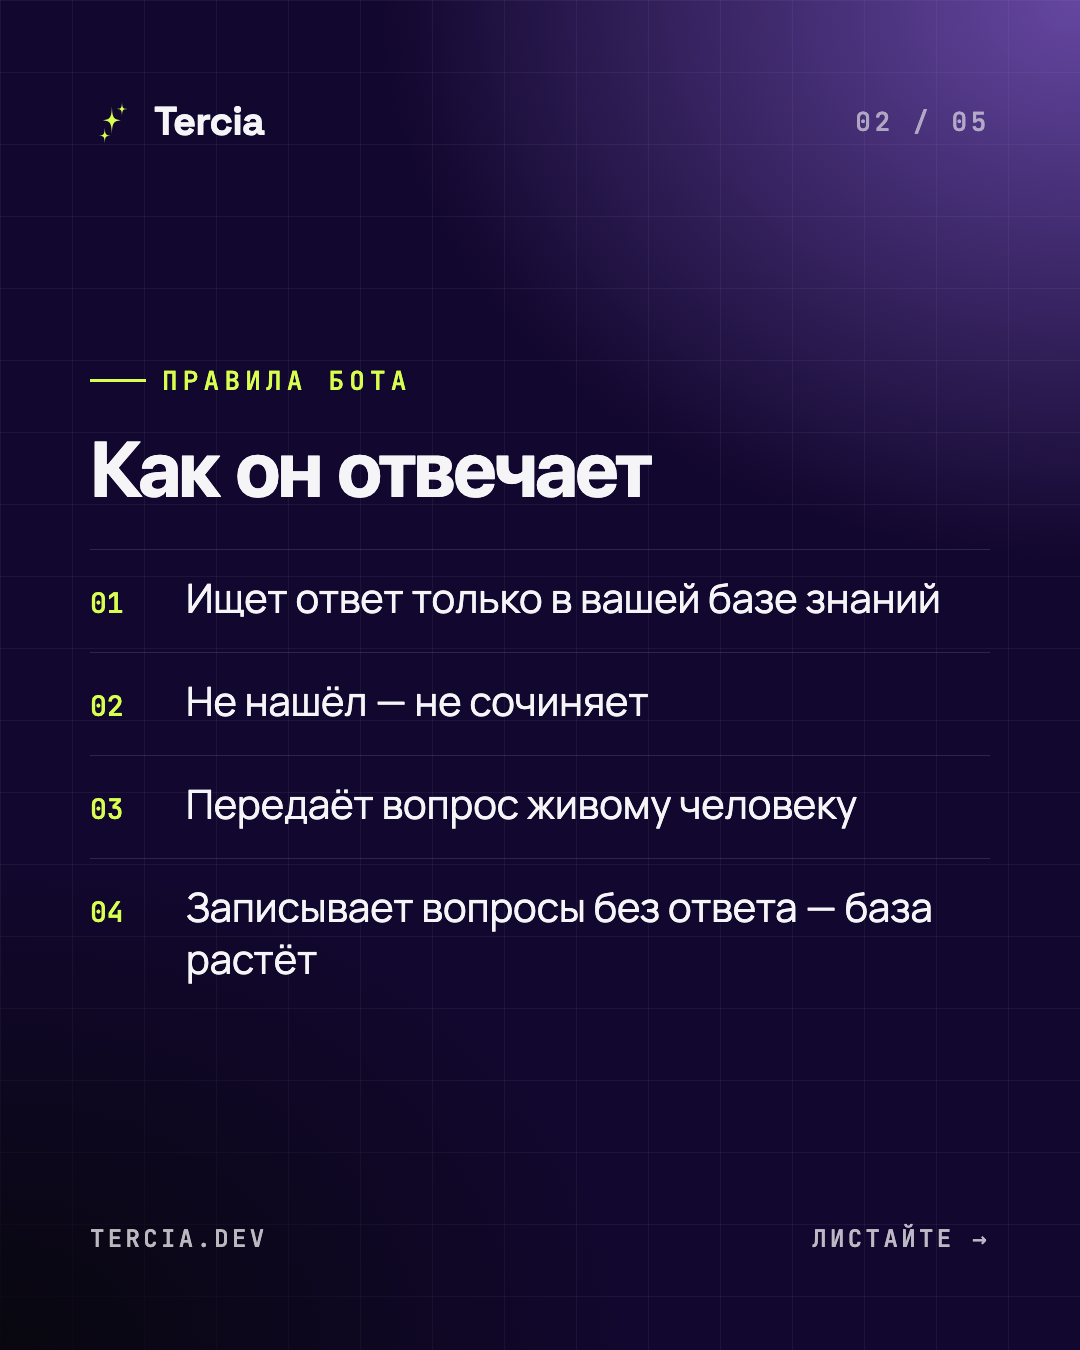 Tercia
02 / 05
ПРАВИЛА БОТА
Как он отвечает
01 Ищет ответ только в вашей базе знаний
02 Не нашёл — не сочиняет
03 Передаёт вопрос живому человеку
04 Записывает вопросы без ответа — база
растёт
TERCIA.DEV
ЛИСТАЙТЕ →